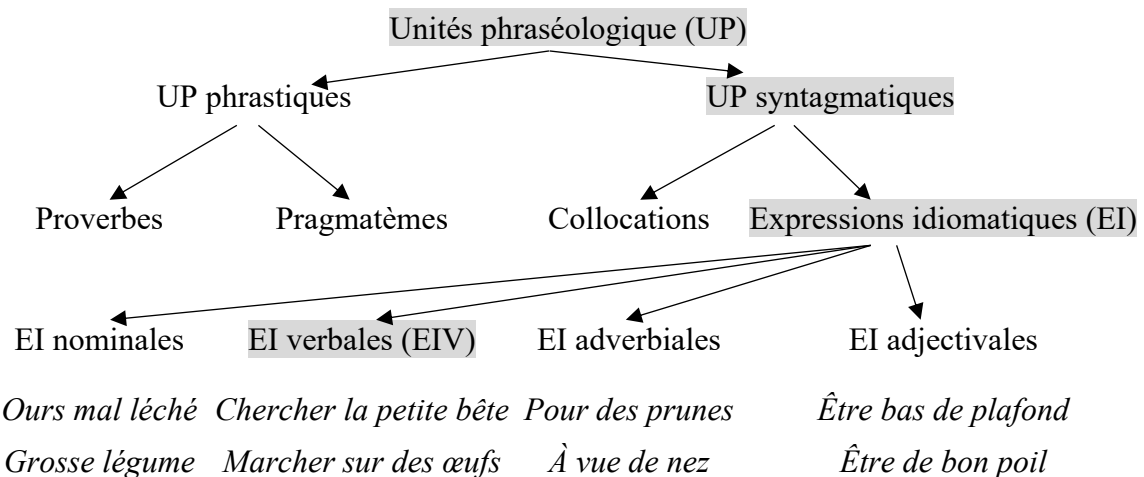 Unités phraséologique (UP)
UP phrastiques UP syntagmatiques
Proverbes Pragmatèmes Collocations Expressions idiomatiques (EI)
EI nominales EI verbales (EIV) EI adverbiales EI adjectivales
Ours mal léché Chercher la petite bête Pour des prunes Être bas de plafond
Grosse légume Marcher sur des œufs À vue de nez Être de bon poil